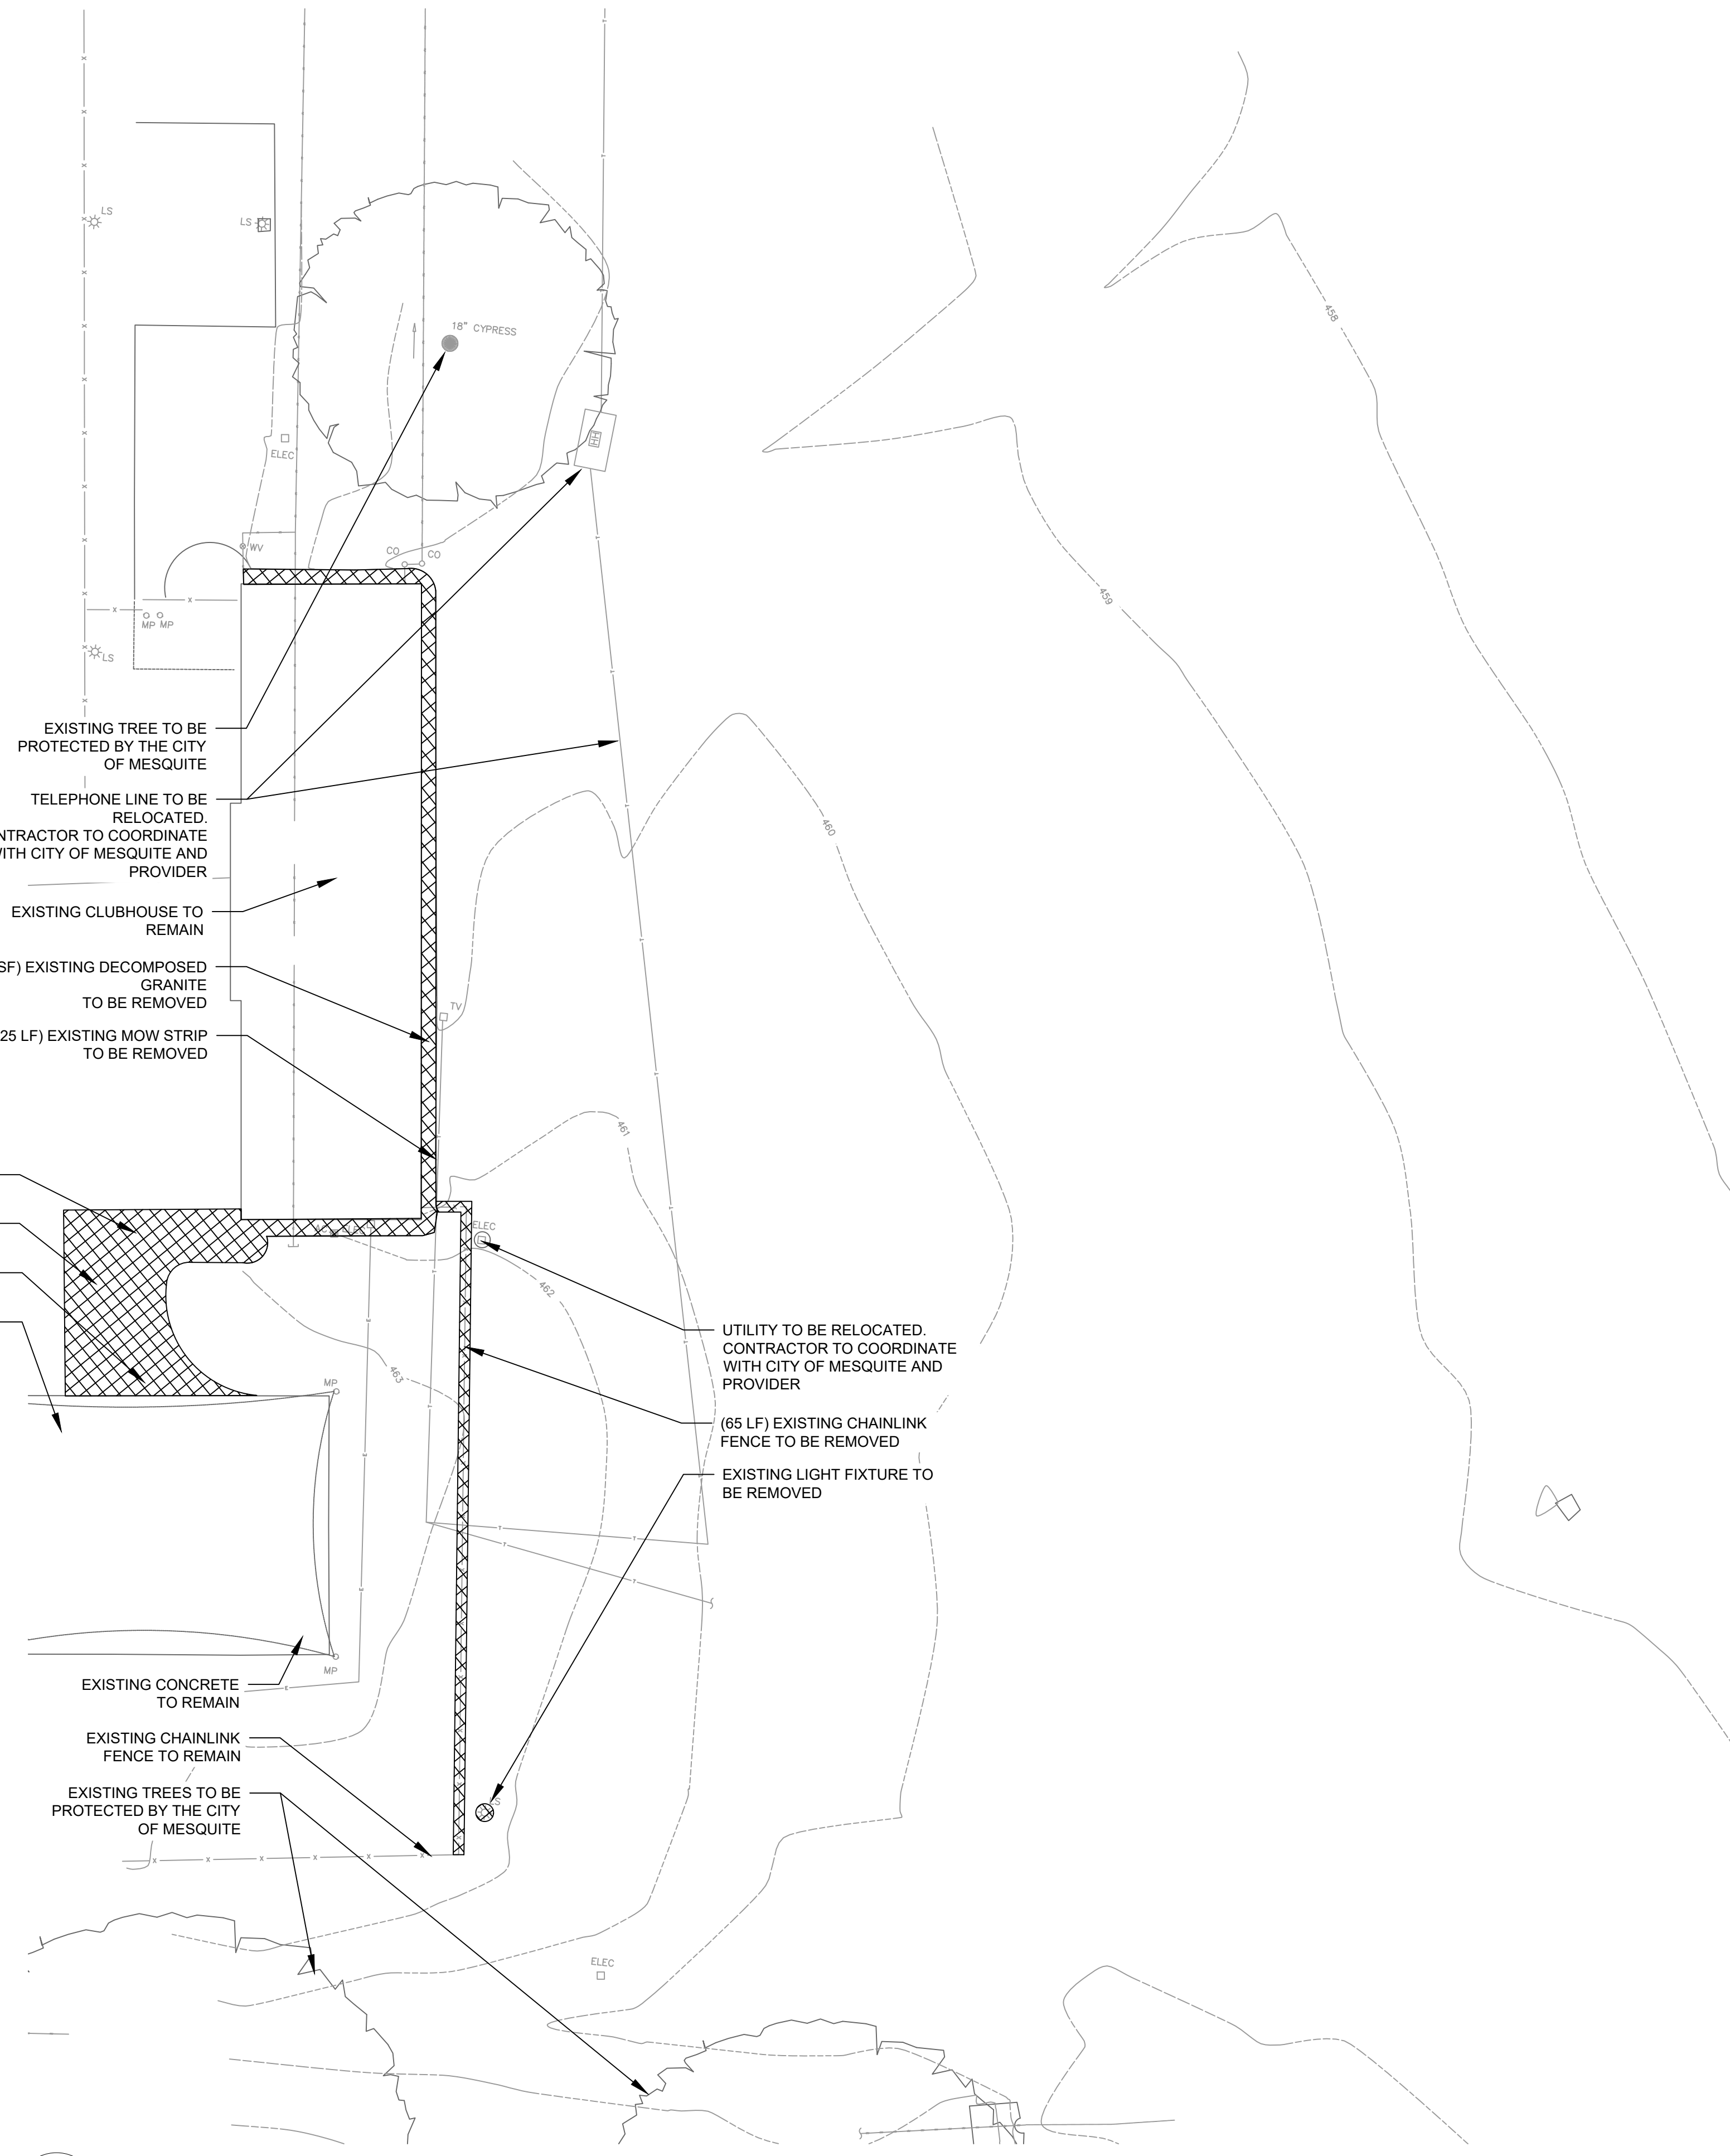 LS
LS
18" CYPRESS
458
ELEC
WV
CO
CO
459
MP MP
LS
EXISTING TREE TO BE
PROTECTED BY THE CITY
OF MESQUITE
TELEPHONE LINE TO BE
RELOCATED.
NTRACTOR TO COORDINATE
WITH CITY OF MESQUITE AND
PROVIDER
460
EXISTING CLUBHOUSE TO
REMAIN
SF) EXISTING DECOMPOSED
GRANITE
TO BE REMOVED
TV
25 LF) EXISTING MOW STRIP
TO BE REMOVED
461
ELEC
462
UTILITY TO BE RELOCATED.
CONTRACTOR TO COORDINATE
WITH CITY OF MESQUITE AND
PROVIDER
463
MP
(65 LF) EXISTING CHAINLINK
FENCE TO BE REMOVED
EXISTING LIGHT FIXTURE TO
BE REMOVED
MP
EXISTING CONCRETE
TO REMAIN
EXISTING CHAINLINK
FENCE TO REMAIN
EXISTING TREES TO BE
PROTECTED BY THE CITY
OF MESQUITE
LS
ELEC